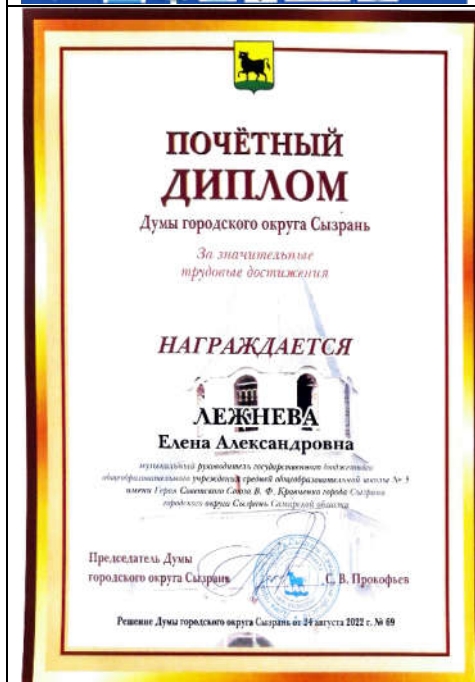 ПОЧЁТНЫЙ
ДИПЛОМ
Думы городского округа Сызрань
За значительные
трудовые достижения
НАГРАЖДАЕТСЯ
ЛЕЖНЕВА
Елена Александровна
музыкальный руководитель государственного бюджетного
общеобразовательного учреждения средней общеобразовательной школы № 3
имени Героя Советского Союза В. Ф. Кравченко города Сызрани
городского округа Сызрань Самарской области
Председатель Думы
городского округа Сызрань
С. В. Прокофьев
Решение Думы городского округа Сызрань от 24 августа 2022 г. № 69